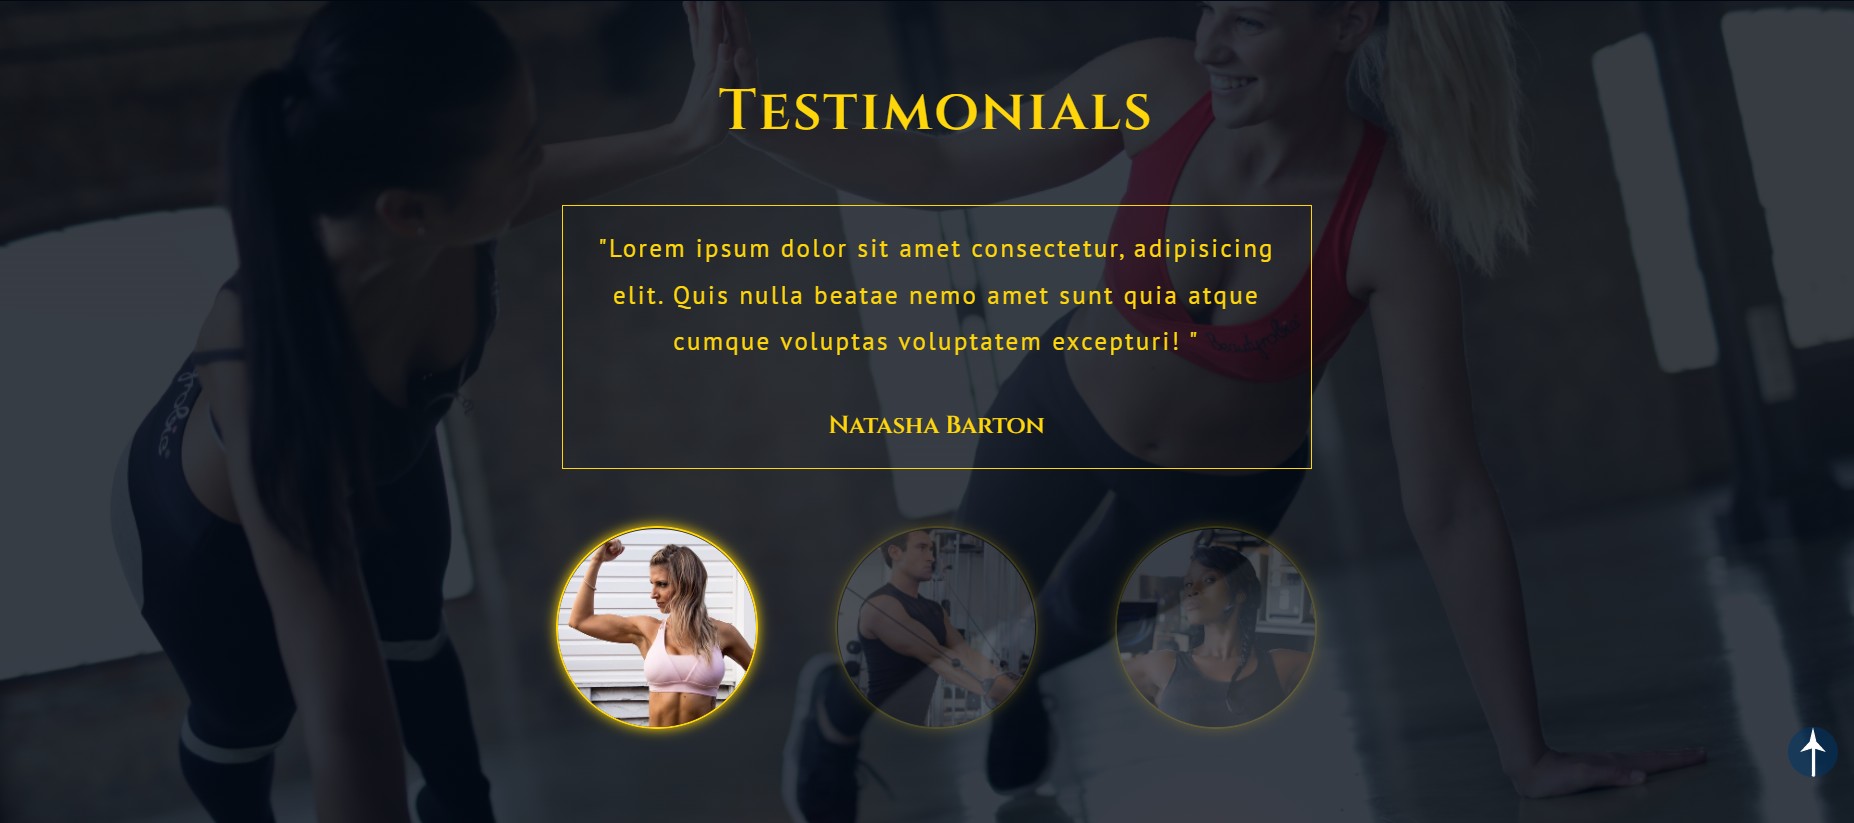 Testimonials
"Lorem ipsum dolor sit amet consectetur, adipisicing
elit. Quis nulla beatae nemo amet sunt quia atque
cumque voluptas voluptatem excepturi! "
Natasha Barton